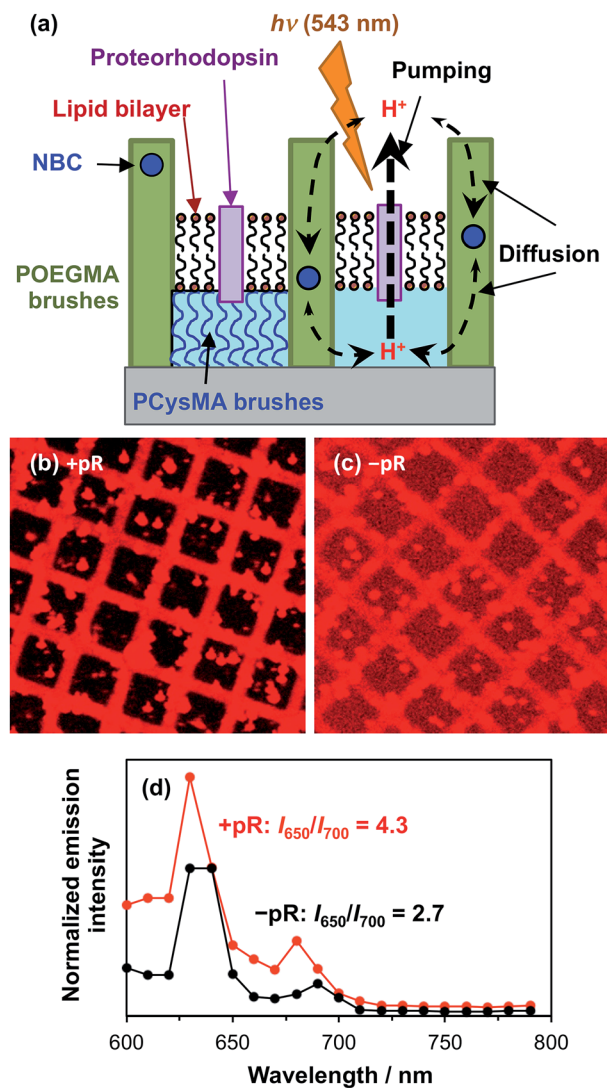 (a)
hν (543 nm)
Proteorhodopsin
Pumping
Lipid bilayer
H⁺
NBC
Diffusion
POEGMA
brushes
H⁺
PCysMA brushes
(b) +pR
(c) −pR
(d)
+pR: I₆₅₀/I₇₀₀ = 4.3
−pR: I₆₅₀/I₇₀₀ = 2.7
Normalized emission
intensity
600
650
700
750
800
Wavelength / nm